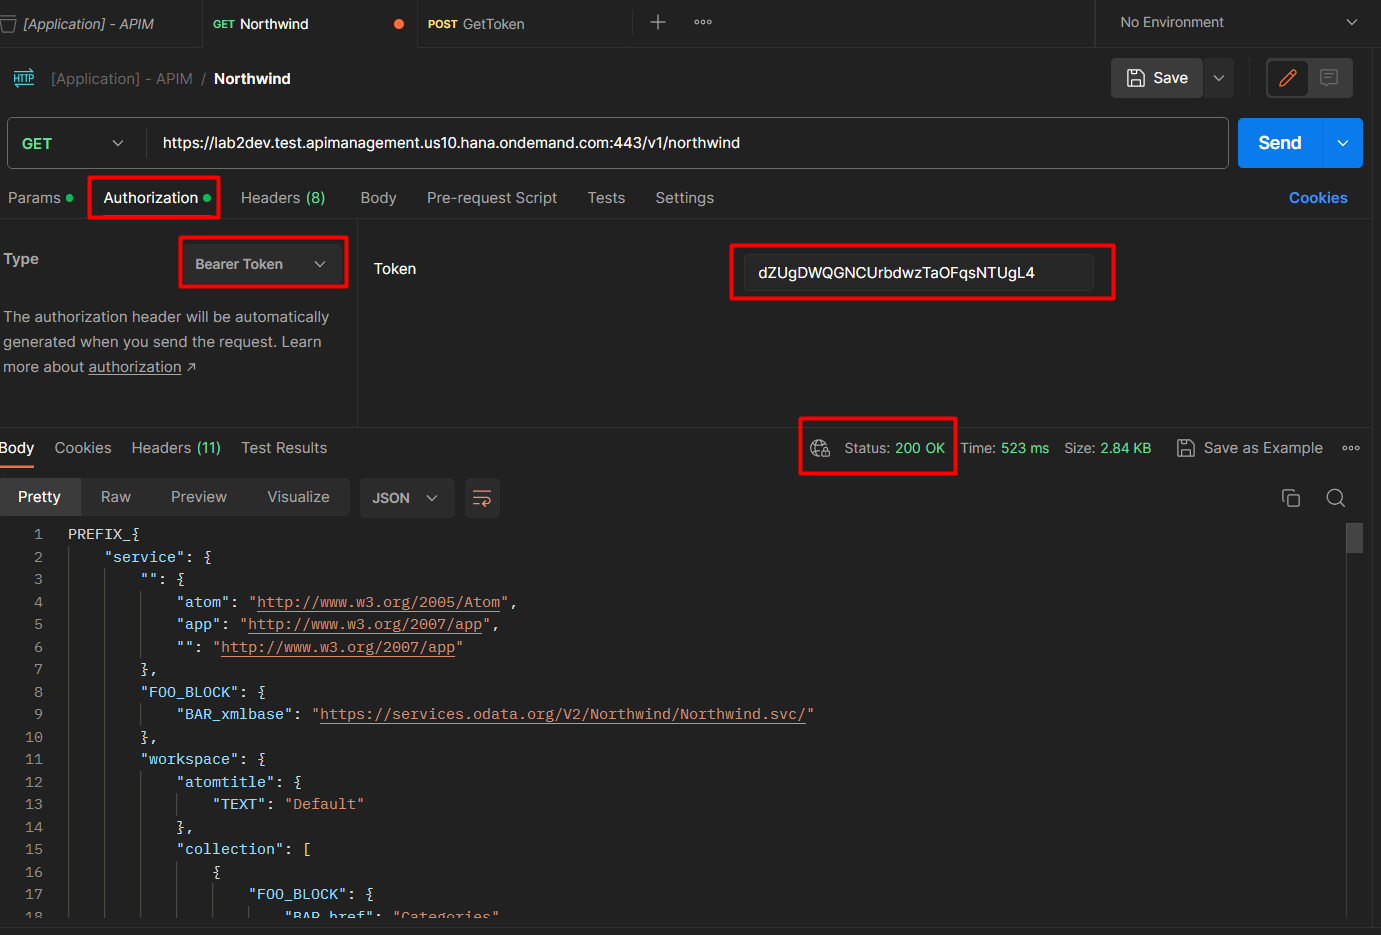 [Application] - APIM GET Northwind POST GetToken No Environment
HTTP [Application] - APIM / Northwind Save
GET https://lab2dev.test.apimanagement.us10.hana.ondemand.com:443/v1/northwind Send
Params Authorization Headers (8) Body Pre-request Script Tests Settings Cookies
Type Bearer Token Token dZUgDWQGNCUrbdwzTaOFqsNTUgL4
The authorization header will be automatically
generated when you send the request. Learn
more about authorization ↗
Body Cookies Headers (11) Test Results Status: 200 OK Time: 523 ms Size: 2.84 KB Save as Example
Pretty Raw Preview Visualize JSON
1 PREFIX_{
2 "service": {
3 "": {
4 "atom": "http://www.w3.org/2005/Atom",
5 "app": "http://www.w3.org/2007/app",
6 "": "http://www.w3.org/2007/app"
7 },
8 "FOO_BLOCK": {
9 "BAR_xmlbase": "https://services.odata.org/V2/Northwind/Northwind.svc/"
10 },
11 "workspace": {
12 "atomtitle": {
13 "TEXT": "Default"
14 },
15 "collection": [
16 {
17 "FOO_BLOCK": {
18 "BAR_href": "Categories"